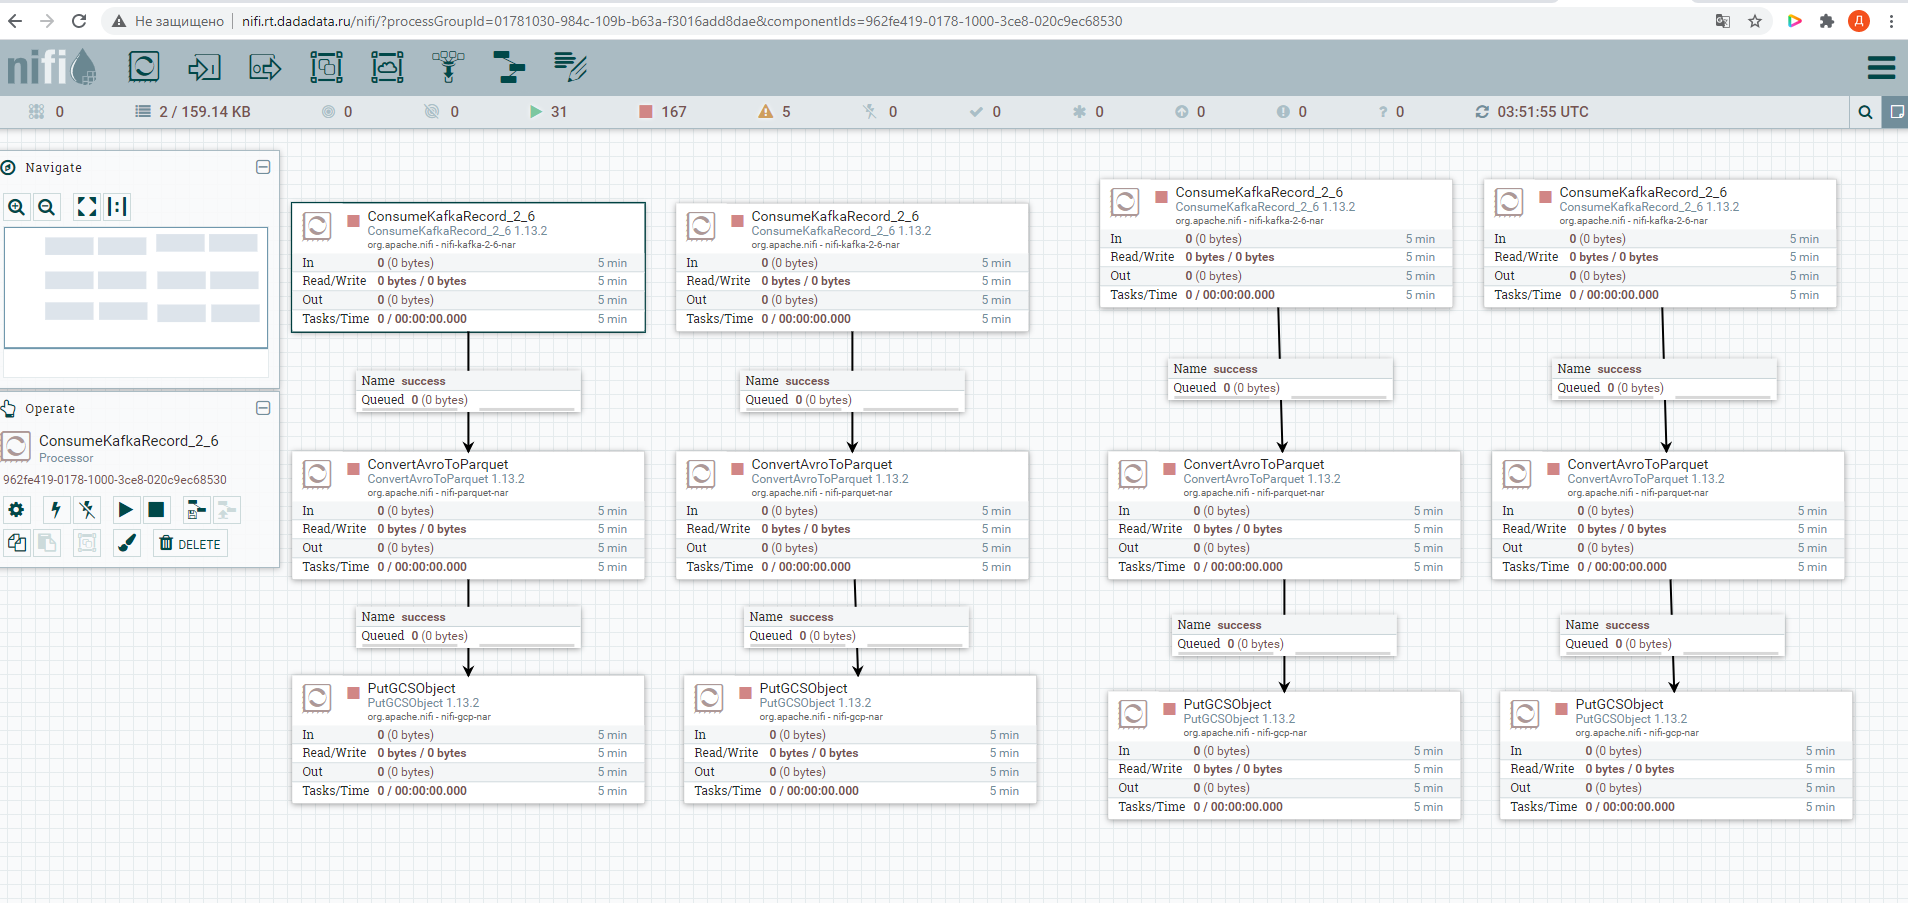 Не защищено | nifi.rt.dadadata.ru/nifi/?processGroupId=01781030-984c-109b-b63a-f3016add8dae&componentIds=962fe419-0178-1000-3ce8-020c9ec68530
Д
nifi
0 2 / 159.14 KB 0 0 31 167 5 0 0 0 0 0 ? 0 03:51:55 UTC
Navigate
Operate
ConsumeKafkaRecord_2_6
Processor
962fe419-0178-1000-3ce8-020c9ec68530
DELETE
ConsumeKafkaRecord_2_6
ConsumeKafkaRecord_2_6 1.13.2
org.apache.nifi - nifi-kafka-2-6-nar
In 0 (0 bytes) 5 min
Read/Write 0 bytes / 0 bytes 5 min
Out 0 (0 bytes) 5 min
Tasks/Time 0 / 00:00:00.000 5 min
Name success
Queued 0 (0 bytes)
ConvertAvroToParquet
ConvertAvroToParquet 1.13.2
org.apache.nifi - nifi-parquet-nar
In 0 (0 bytes) 5 min
Read/Write 0 bytes / 0 bytes 5 min
Out 0 (0 bytes) 5 min
Tasks/Time 0 / 00:00:00.000 5 min
Name success
Queued 0 (0 bytes)
PutGCSObject
PutGCSObject 1.13.2
org.apache.nifi - nifi-gcp-nar
In 0 (0 bytes) 5 min
Read/Write 0 bytes / 0 bytes 5 min
Out 0 (0 bytes) 5 min
Tasks/Time 0 / 00:00:00.000 5 min
ConsumeKafkaRecord_2_6
ConsumeKafkaRecord_2_6 1.13.2
org.apache.nifi - nifi-kafka-2-6-nar
In 0 (0 bytes) 5 min
Read/Write 0 bytes / 0 bytes 5 min
Out 0 (0 bytes) 5 min
Tasks/Time 0 / 00:00:00.000 5 min
Name success
Queued 0 (0 bytes)
ConvertAvroToParquet
ConvertAvroToParquet 1.13.2
org.apache.nifi - nifi-parquet-nar
In 0 (0 bytes) 5 min
Read/Write 0 bytes / 0 bytes 5 min
Out 0 (0 bytes) 5 min
Tasks/Time 0 / 00:00:00.000 5 min
Name success
Queued 0 (0 bytes)
PutGCSObject
PutGCSObject 1.13.2
org.apache.nifi - nifi-gcp-nar
In 0 (0 bytes) 5 min
Read/Write 0 bytes / 0 bytes 5 min
Out 0 (0 bytes) 5 min
Tasks/Time 0 / 00:00:00.000 5 min
ConsumeKafkaRecord_2_6
ConsumeKafkaRecord_2_6 1.13.2
org.apache.nifi - nifi-kafka-2-6-nar
In 0 (0 bytes) 5 min
Read/Write 0 bytes / 0 bytes 5 min
Out 0 (0 bytes) 5 min
Tasks/Time 0 / 00:00:00.000 5 min
Name success
Queued 0 (0 bytes)
ConvertAvroToParquet
ConvertAvroToParquet 1.13.2
org.apache.nifi - nifi-parquet-nar
In 0 (0 bytes) 5 min
Read/Write 0 bytes / 0 bytes 5 min
Out 0 (0 bytes) 5 min
Tasks/Time 0 / 00:00:00.000 5 min
Name success
Queued 0 (0 bytes)
PutGCSObject
PutGCSObject 1.13.2
org.apache.nifi - nifi-gcp-nar
In 0 (0 bytes) 5 min
Read/Write 0 bytes / 0 bytes 5 min
Out 0 (0 bytes) 5 min
Tasks/Time 0 / 00:00:00.000 5 min
ConsumeKafkaRecord_2_6
ConsumeKafkaRecord_2_6 1.13.2
org.apache.nifi - nifi-kafka-2-6-nar
In 0 (0 bytes) 5 min
Read/Write 0 bytes / 0 bytes 5 min
Out 0 (0 bytes) 5 min
Tasks/Time 0 / 00:00:00.000 5 min
Name success
Queued 0 (0 bytes)
ConvertAvroToParquet
ConvertAvroToParquet 1.13.2
org.apache.nifi - nifi-parquet-nar
In 0 (0 bytes) 5 min
Read/Write 0 bytes / 0 bytes 5 min
Out 0 (0 bytes) 5 min
Tasks/Time 0 / 00:00:00.000 5 min
Name success
Queued 0 (0 bytes)
PutGCSObject
PutGCSObject 1.13.2
org.apache.nifi - nifi-gcp-nar
In 0 (0 bytes) 5 min
Read/Write 0 bytes / 0 bytes 5 min
Out 0 (0 bytes) 5 min
Tasks/Time 0 / 00:00:00.000 5 min